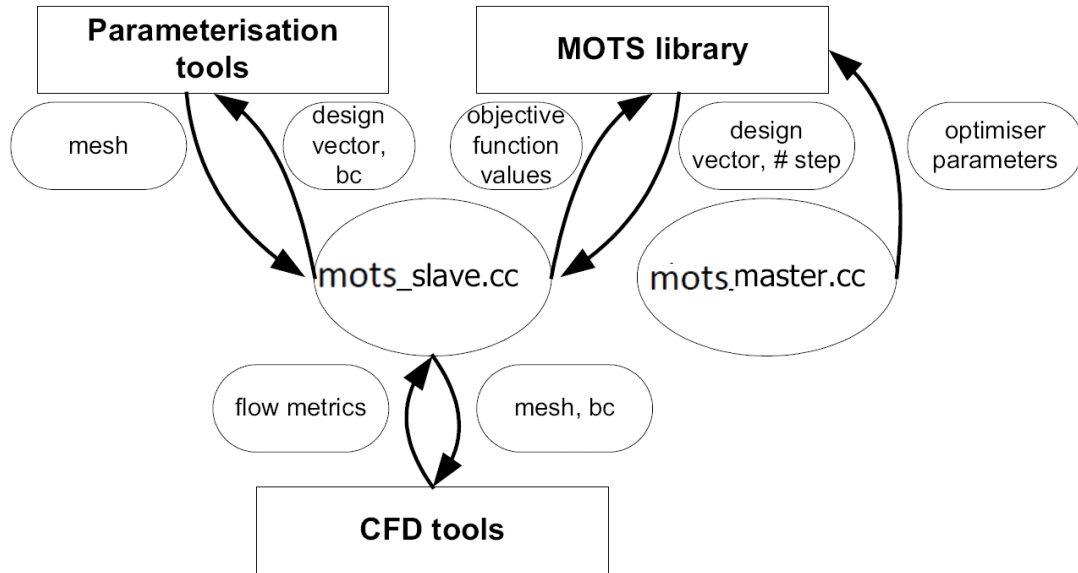 Parameterisation
tools
MOTS library
mesh
design
vector,
bc
objective
function
values
design
vector, # step
optimiser
parameters
mots_slave.cc
mots_master.cc
flow metrics
mesh, bc
CFD tools